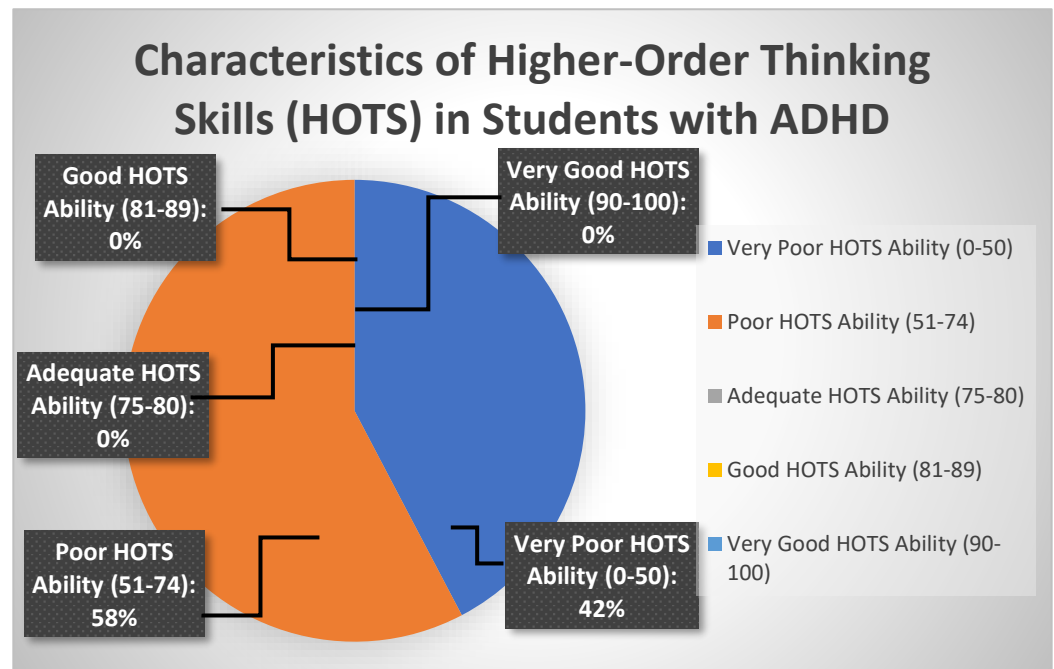 Characteristics of Higher-Order Thinking
Skills (HOTS) in Students with ADHD
Good HOTS
Ability (81-89):
0%
Very Good HOTS
Ability (90-100):
0%
Adequate HOTS
Ability (75-80):
0%
Poor HOTS
Ability (51-74):
58%
Very Poor HOTS
Ability (0-50):
42%
Very Poor HOTS Ability (0-50)
Poor HOTS Ability (51-74)
Adequate HOTS Ability (75-80)
Good HOTS Ability (81-89)
Very Good HOTS Ability (90-
100)